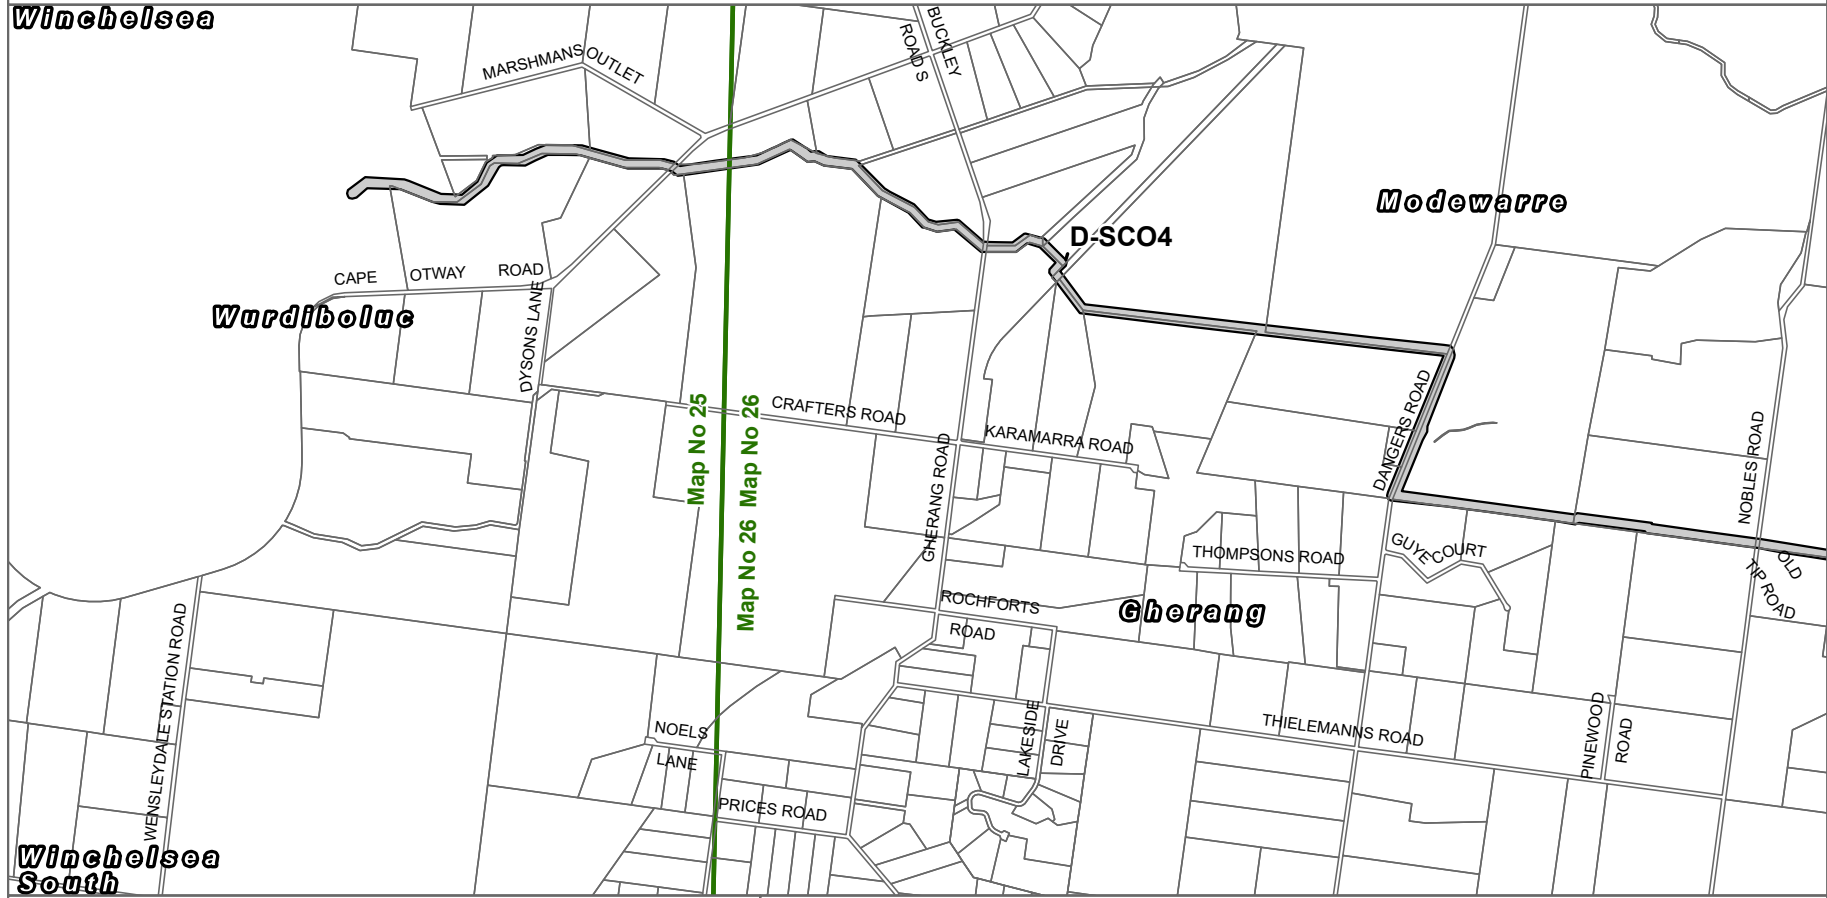 Winchelsea
MARSHMANS OUTLET
BUCKLEY
ROAD S
Modewarre
D-SCO4
CAPE OTWAY ROAD
Wurdiboluc
DYSONS LANE
Map No 25
Map No 26
CRAFTERS ROAD
KARAMARRA ROAD
GHERANG ROAD
DANGERS ROAD
NOBLES ROAD
Map No 26
THOMPSONS ROAD
GUYE COURT
OLD
TIP ROAD
ROCHFORTS
ROAD
Gherang
WENSLEYDALE STATION ROAD
NOELS
LANE
LAKESIDE
DRIVE
THIELEMANNS ROAD
PINEWOOD
ROAD
PRICES ROAD
Winchelsea
South